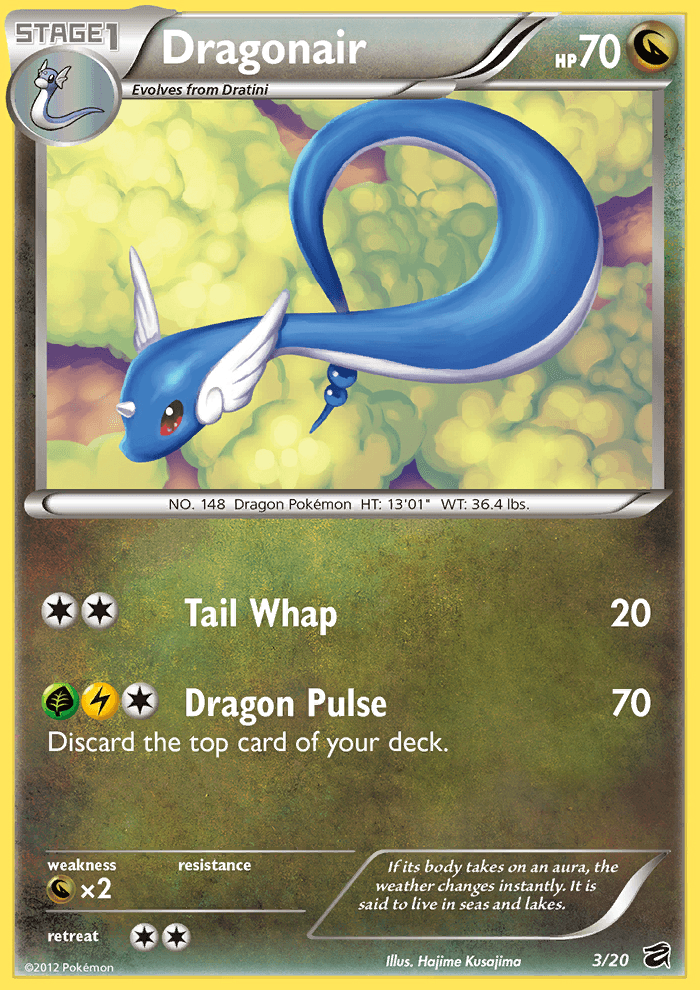 STAGE1
Dragonair
HP70
Evolves from Dratini
NO. 148 Dragon Pokémon HT: 13'01" WT: 36.4 lbs.
Tail Whap 20
Dragon Pulse 70
Discard the top card of your deck.
weakness resistance
×2
If its body takes on an aura, the
weather changes instantly. It is
said to live in seas and lakes.
retreat
©2012 Pokémon
Illus. Hajime Kusajima
3/20